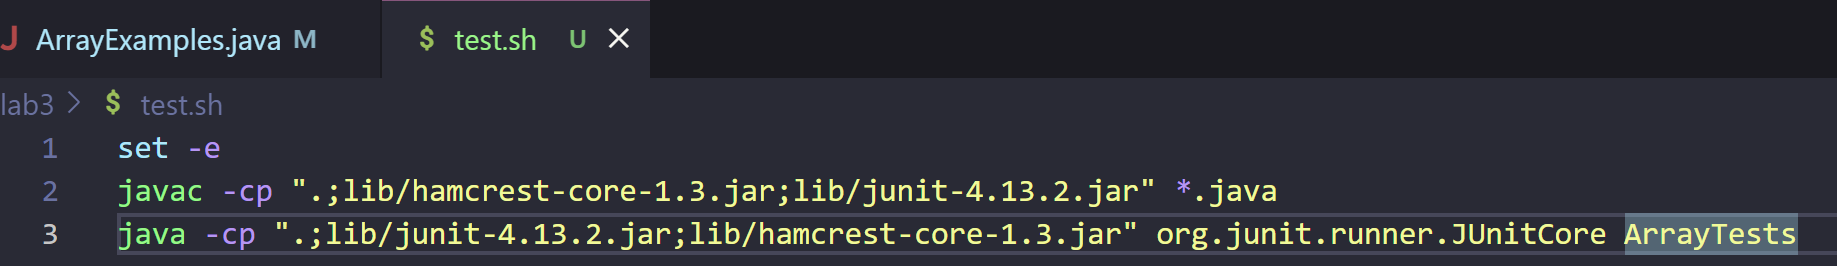 J ArrayExamples.java M $ test.sh U ×
lab3 > $ test.sh
1 set -e
2 javac -cp ".;lib/hamcrest-core-1.3.jar;lib/junit-4.13.2.jar" *.java
3 java -cp ".;lib/junit-4.13.2.jar;lib/hamcrest-core-1.3.jar" org.junit.runner.JUnitCore ArrayTests